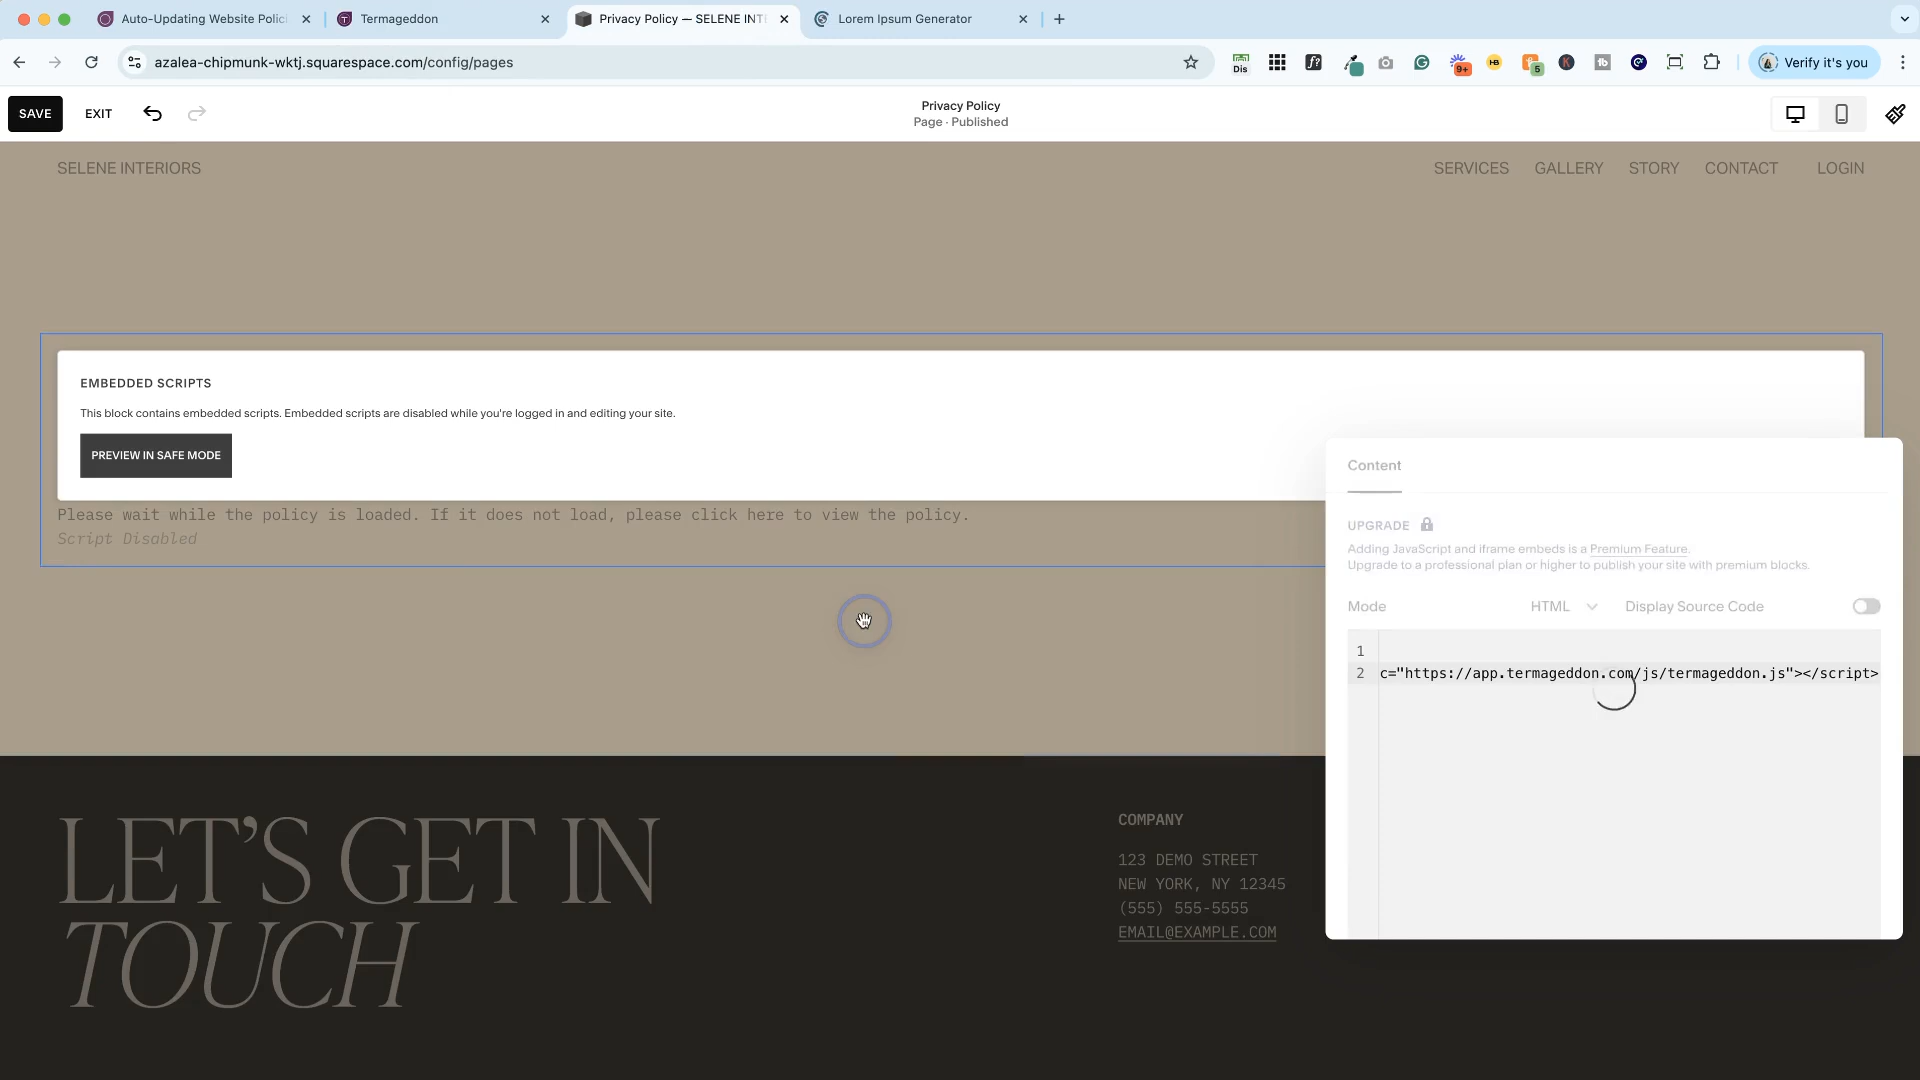 Auto-Updating Website Polici
Termageddon
Privacy Policy — SELENE INTE
Lorem Ipsum Generator
azalea-chipmunk-wktj.squarespace.com/config/pages
Dis
f?
9+
HB
5
K
tb
Verify it's you
SAVE
EXIT
Privacy Policy
Page · Published
SELENE INTERIORS
SERVICES
GALLERY
STORY
CONTACT
LOGIN
EMBEDDED SCRIPTS
This block contains embedded scripts. Embedded scripts are disabled while you're logged in and editing your site.
PREVIEW IN SAFE MODE
Please wait while the policy is loaded. If it does not load, please click here to view the policy.
Script Disabled
Content
UPGRADE
Adding JavaScript and iframe embeds is a Premium Feature.
Upgrade to a professional plan or higher to publish your site with premium blocks.
Mode
HTML
Display Source Code
1
2 c="https://app.termageddon.com/js/termageddon.js"></script>
LET'S GET IN
TOUCH
COMPANY
123 DEMO STREET
NEW YORK, NY 12345
(555) 555-5555
EMAIL@EXAMPLE.COM